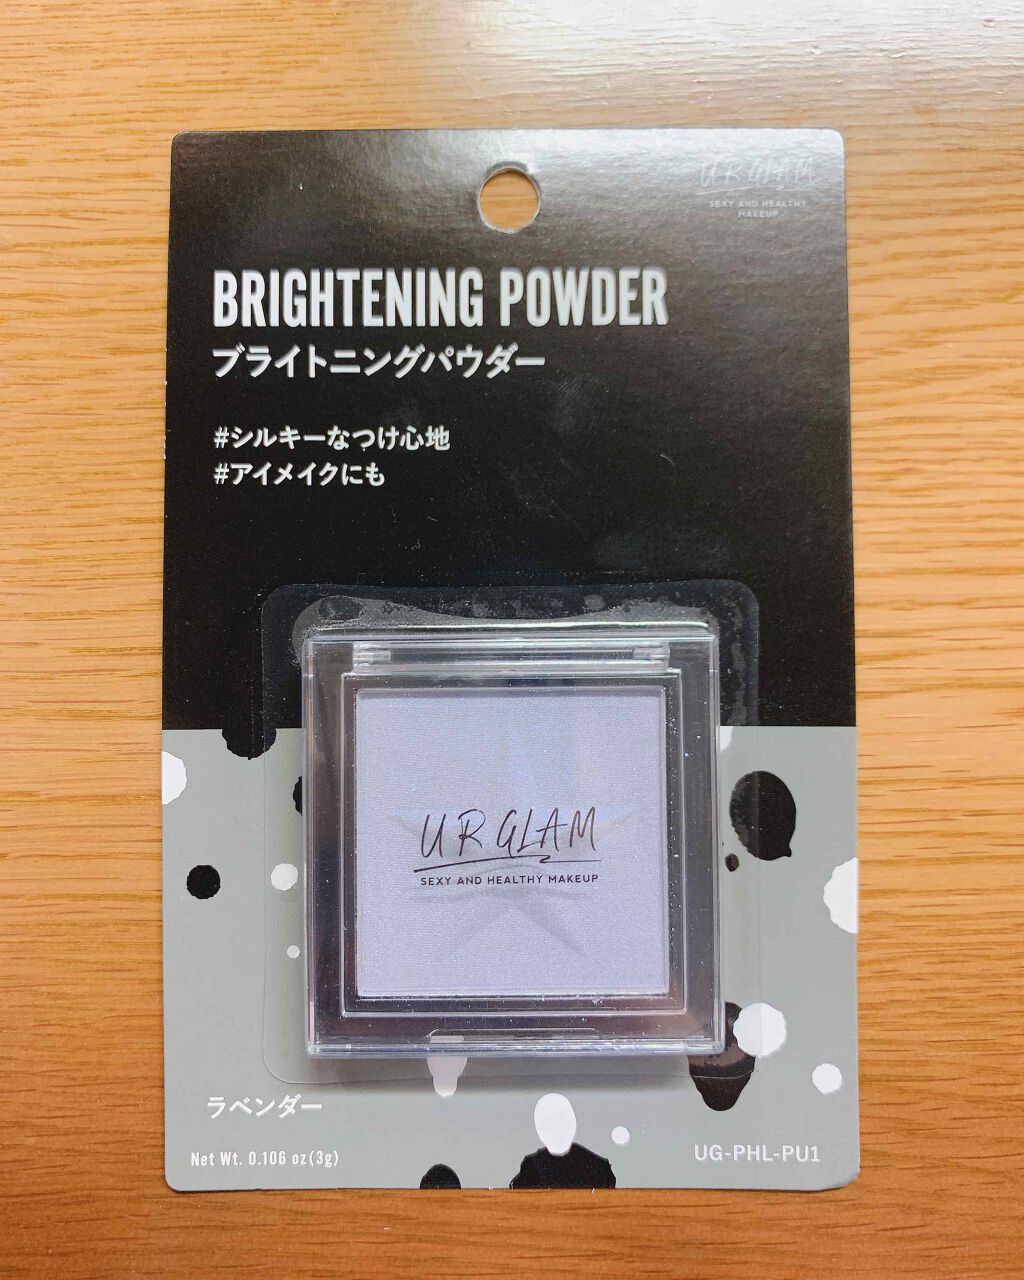 UR GLAM
SEXY AND HEALTHY
MAKEUP
BRIGHTENING POWDER
ブライトニングパウダー
#シルキーなつけ心地
#アイメイクにも
UR GLAM
SEXY AND HEALTHY MAKEUP
ラベンダー
Net Wt. 0.106 oz(3g)
UG-PHL-PU1